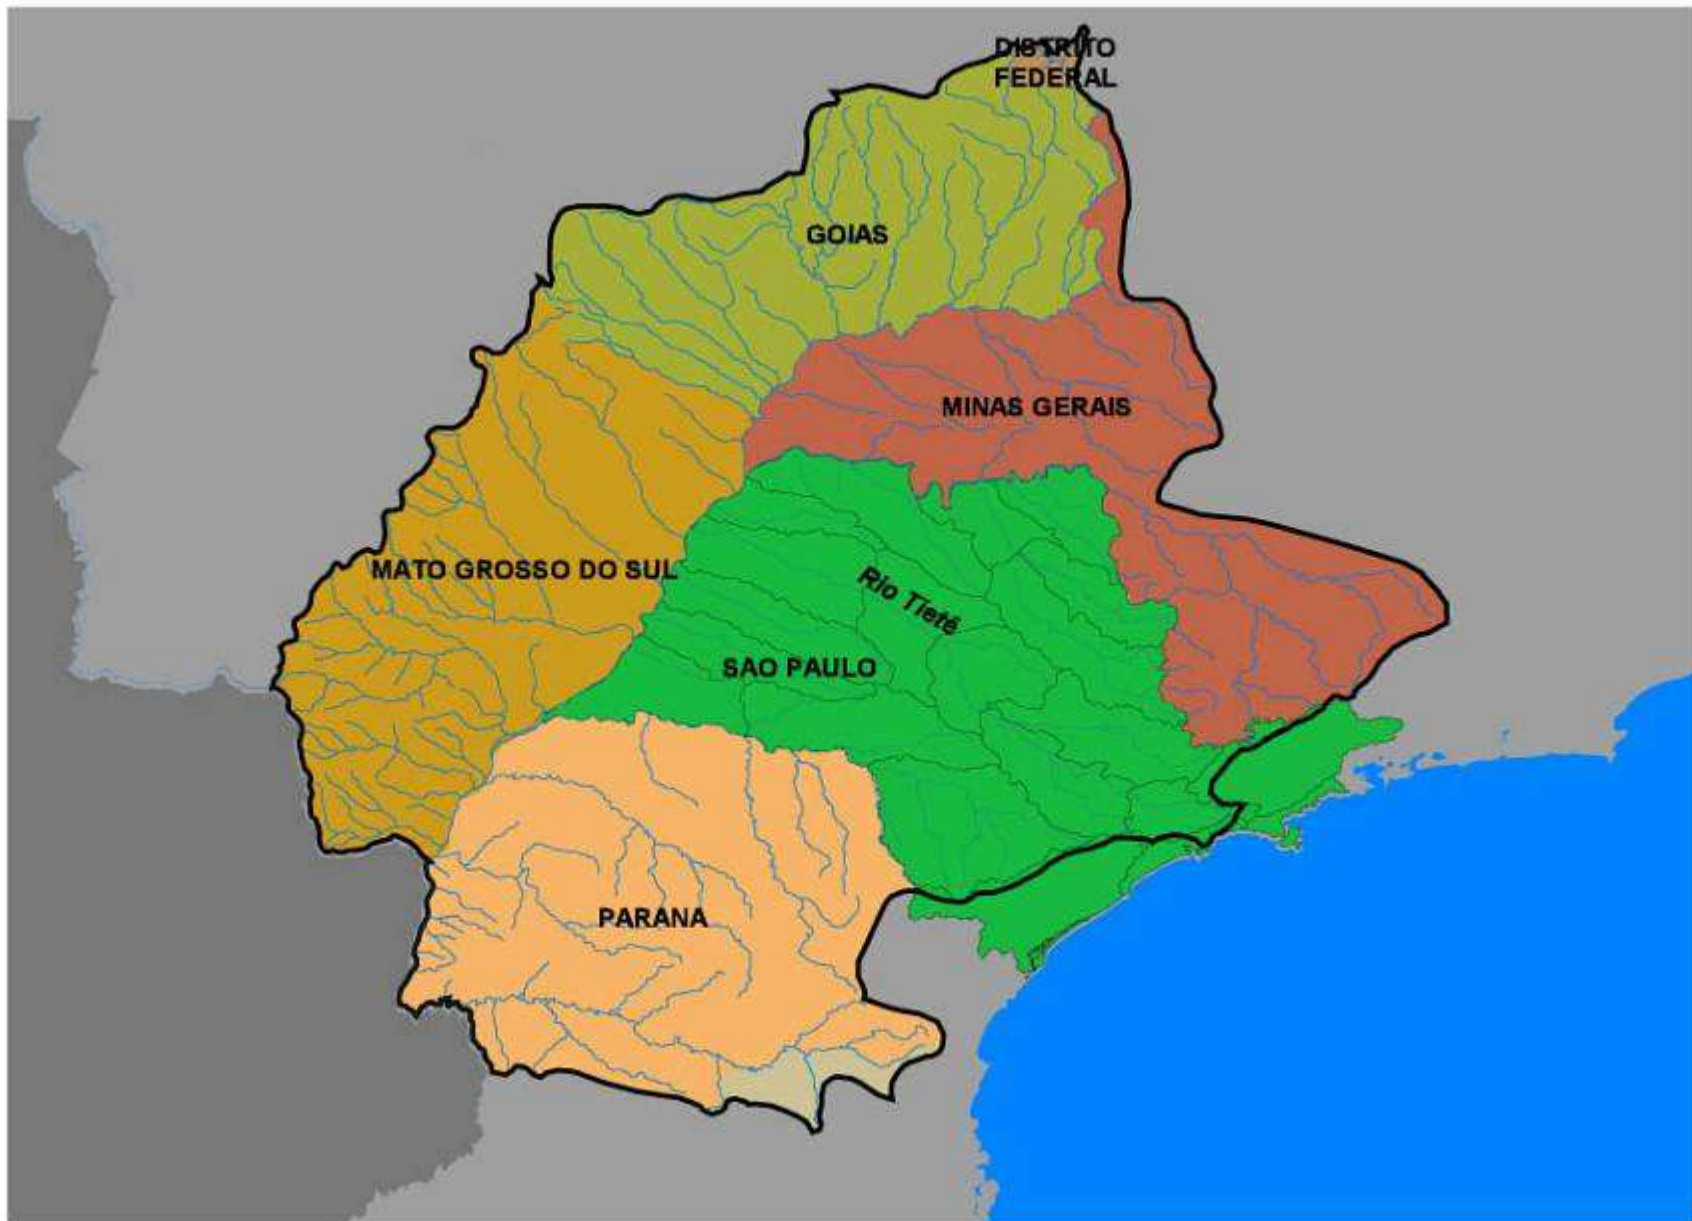 DISTRITO
FEDERAL
GOIAS
MINAS GERAIS
MATO GROSSO DO SUL
Rio Tietê
SAO PAULO
PARANA